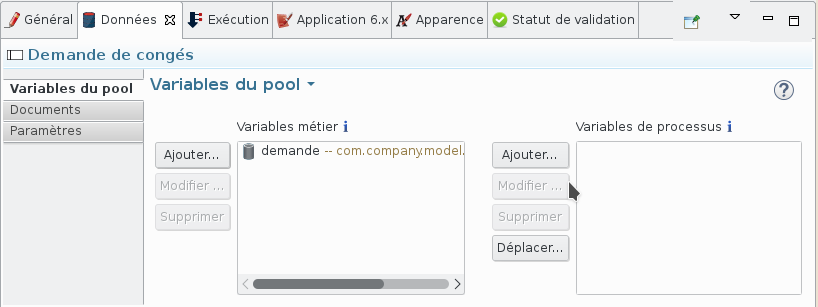 Général Données Exécution Application 6.x Apparence Statut de validation
Demande de congés
Variables du pool
Documents
Paramètres
Variables du pool
Variables métier
Ajouter...
Modifier ...
Supprimer
demande -- com.company.model.
Variables de processus
Ajouter...
Modifier ...
Supprimer
Déplacer...